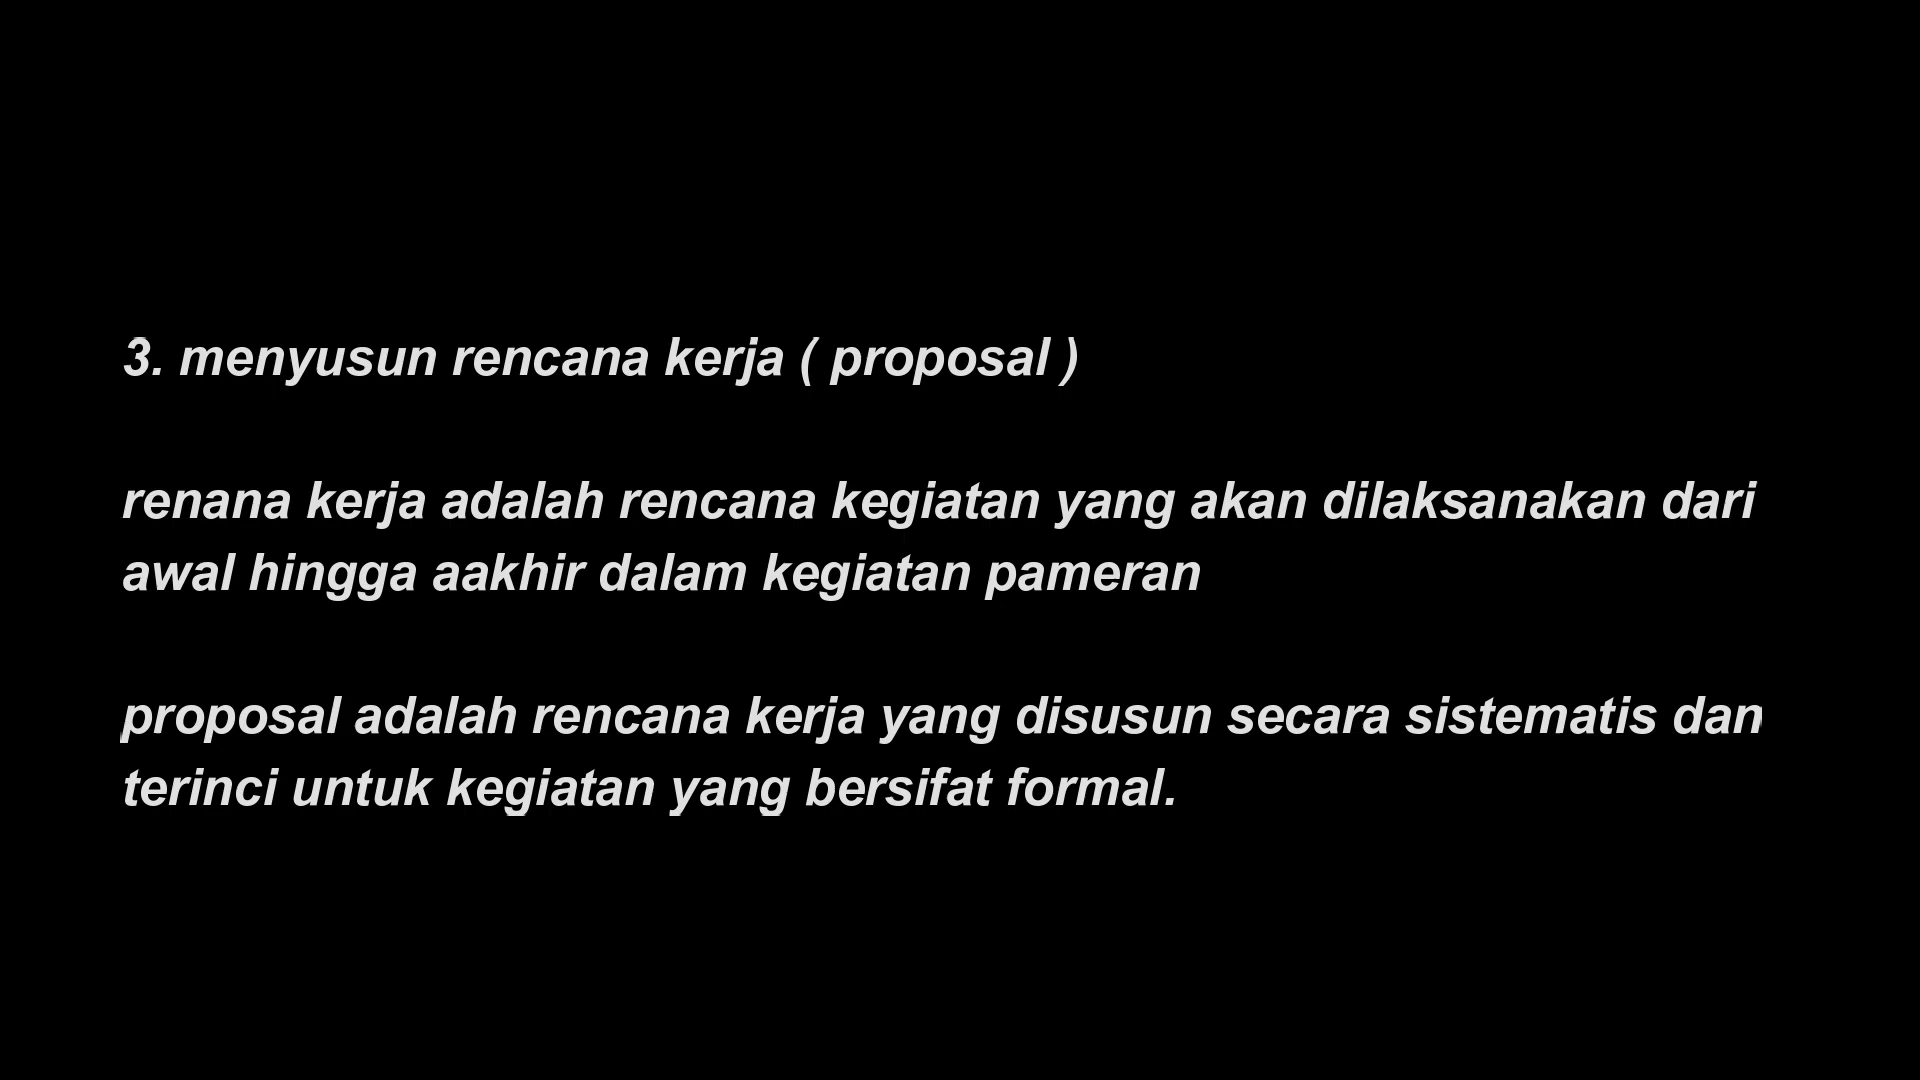 3. menyusun rencana kerja ( proposal )
renana kerja adalah rencana kegiatan yang akan dilaksanakan dari
awal hingga aakhir dalam kegiatan pameran
proposal adalah rencana kerja yang disusun secara sistematis dan
terinci untuk kegiatan yang bersifat formal.